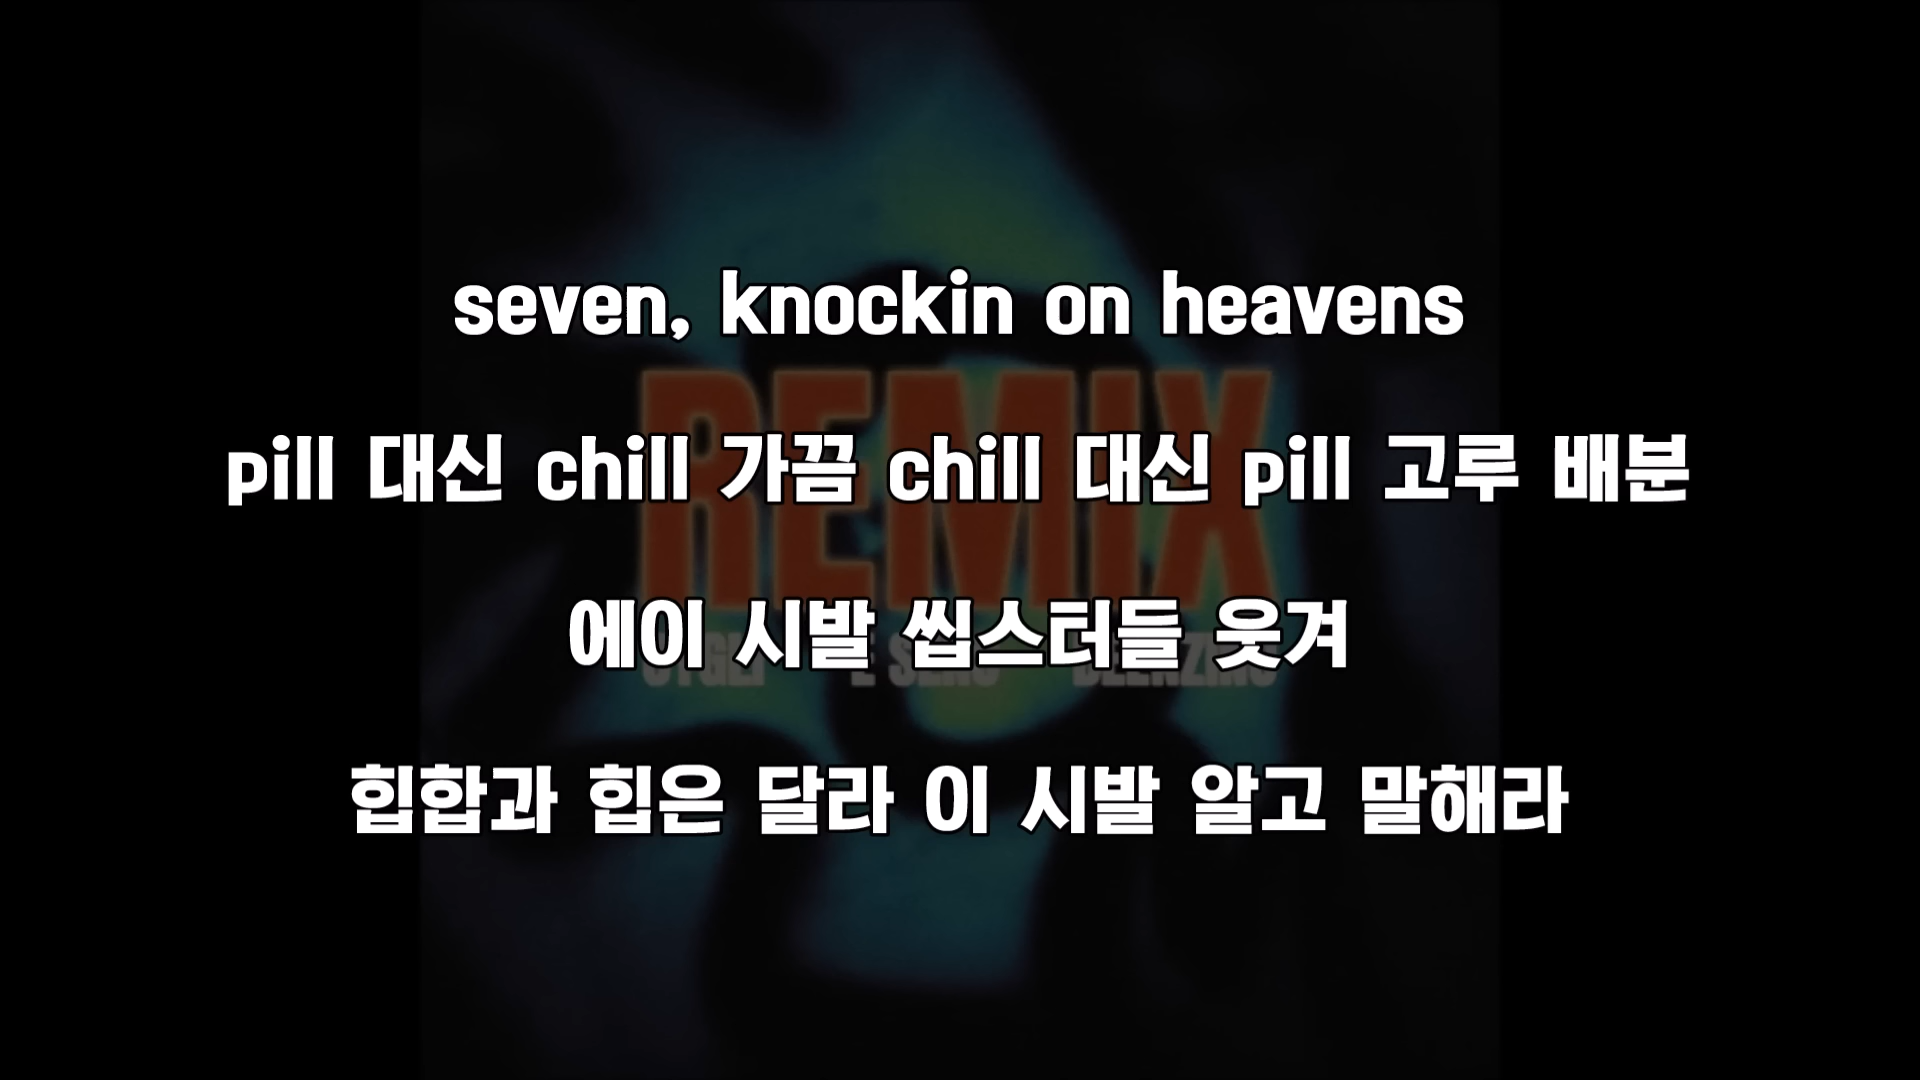 seven, knockin on heavens
REMIX
pill 대신 chill 가끔 chill 대신 pill 고루 배분
에이 시발 씹스터들 웃겨
E SENS
힙합과 힙은 달라 이 시발 알고 말해라